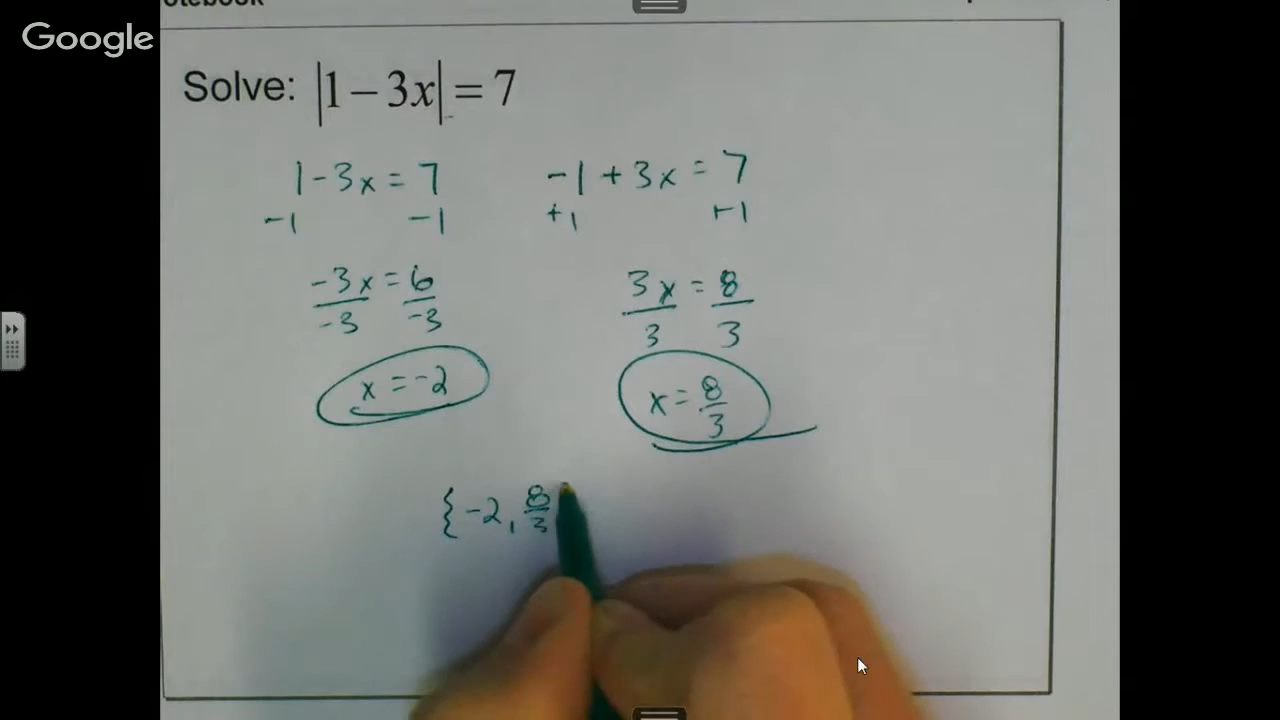 Google
Solve: |1 − 3x| = 7
1 - 3x = 7
-1 -1
-3x = 6
-3 -3
x = -2
-1 + 3x = 7
+1 +1
3x = 8
3 3
x = 8/3
{ -2, 8/3